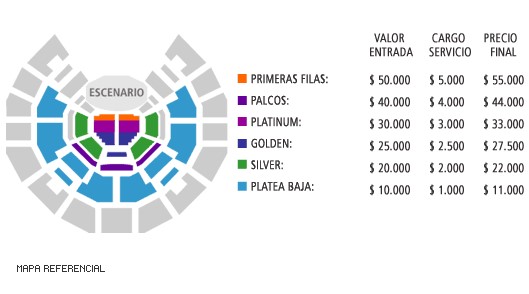 VALOR ENTRADA CARGO SERVICIO PRECIO FINAL
ESCENARIO
PRIMERAS FILAS: $ 50.000 $ 5.000 $ 55.000
PALCOS: $ 40.000 $ 4.000 $ 44.000
PLATINUM: $ 30.000 $ 3.000 $ 33.000
GOLDEN: $ 25.000 $ 2.500 $ 27.500
SILVER: $ 20.000 $ 2.000 $ 22.000
PLATEA BAJA: $ 10.000 $ 1.000 $ 11.000
MAPA REFERENCIAL